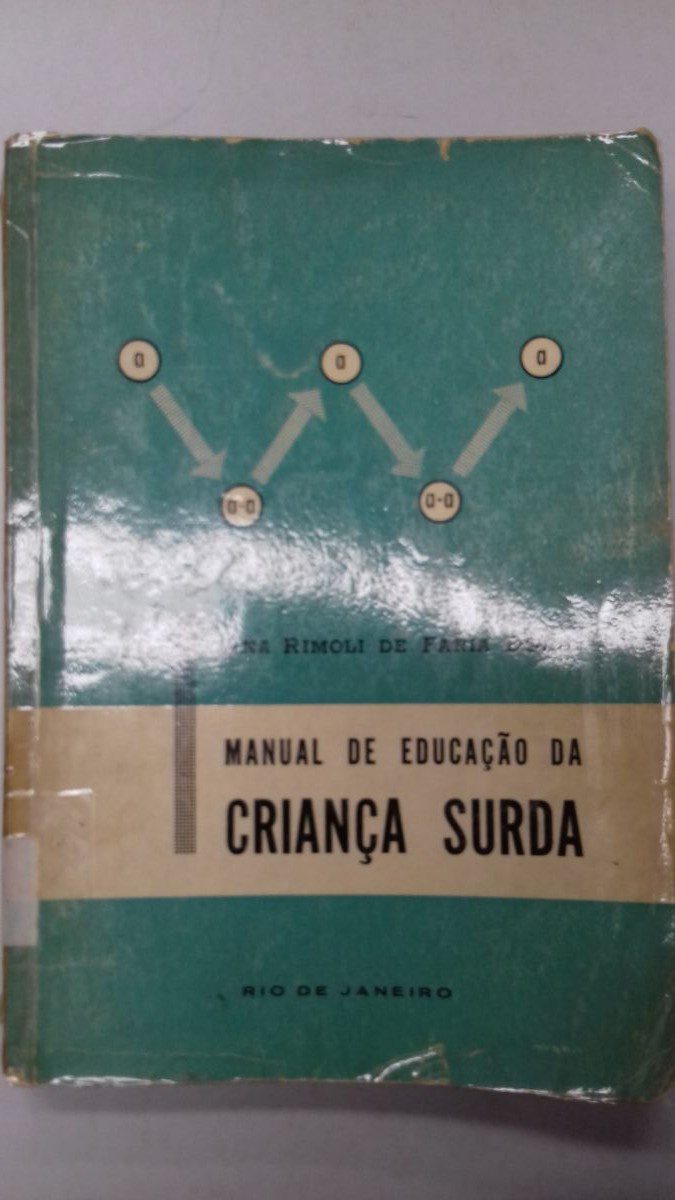 a a a
a-a a-a
RIMOLI DE FARIA
MANUAL DE EDUCAÇÃO DA
CRIANÇA SURDA
RIO DE JANEIRO